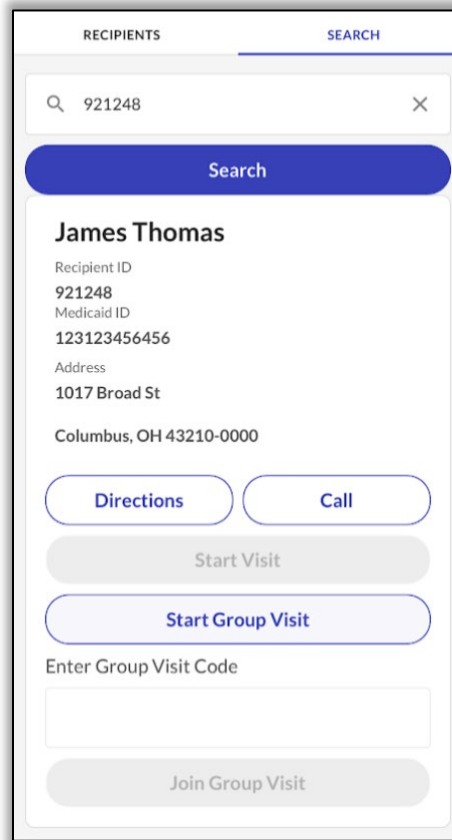 RECIPIENTS SEARCH
921248
Search
James Thomas
Recipient ID
921248
Medicaid ID
123123456456
Address
1017 Broad St
Columbus, OH 43210-0000
Directions Call
Start Visit
Start Group Visit
Enter Group Visit Code
Join Group Visit